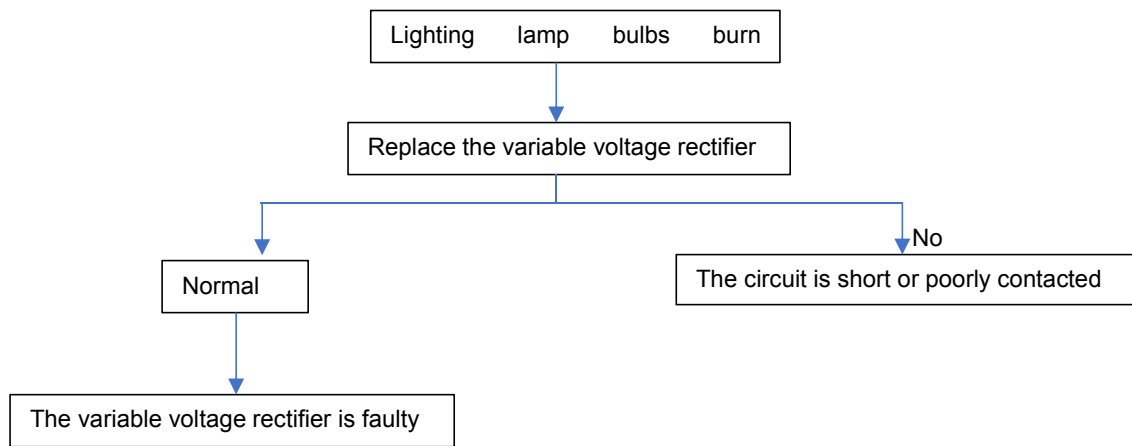 Lighting lamp bulbs burn
Replace the variable voltage rectifier
No
Normal
The circuit is short or poorly contacted
The variable voltage rectifier is faulty